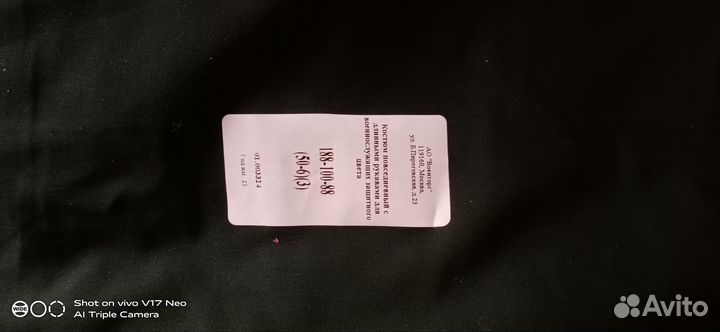 АО "Военторг"
119160, Москва,
ул. Б.Пироговская, д.23
Костюм повседневный с
длинными рукавами для
военнослужащих защитного
цвета
188-100-88
(50-6)(3)
01.003324
Год изг. 23
Shot on vivo V17 Neo
AI Triple Camera
Avito